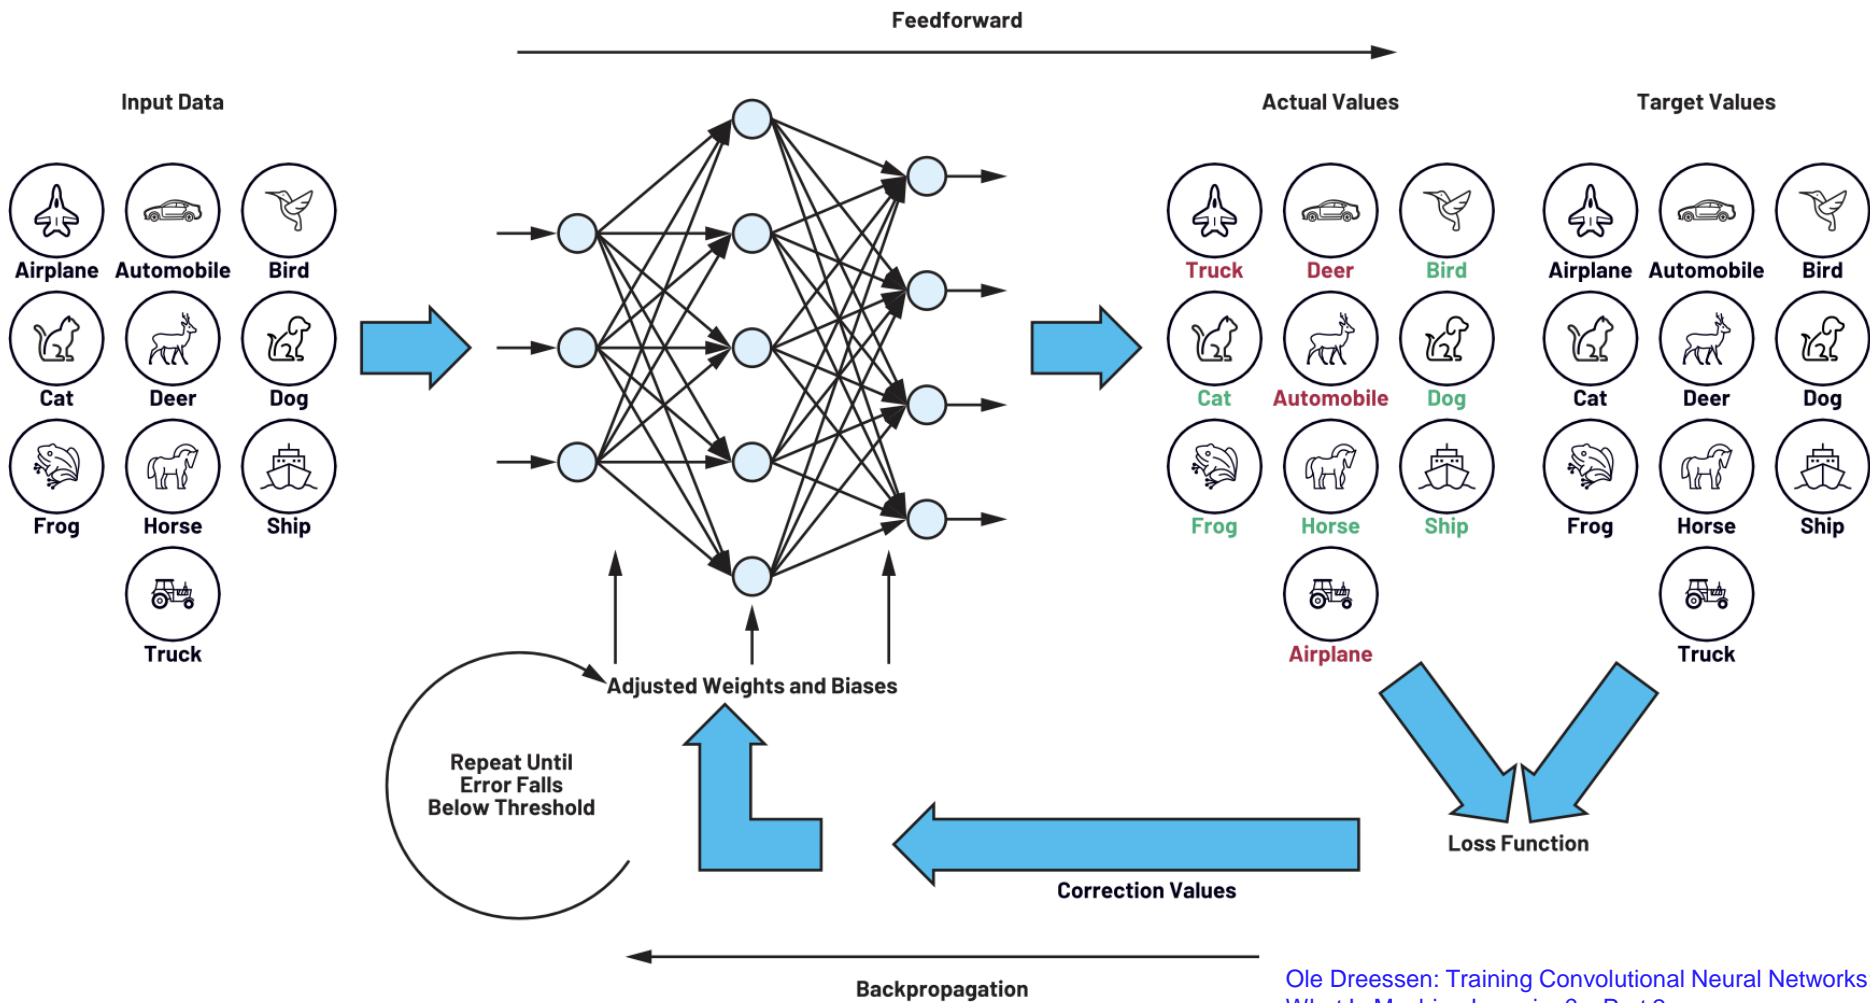 Feedforward
Input Data
Actual Values
Target Values
Airplane Automobile Bird
Truck Deer Bird
Airplane Automobile Bird
Cat Deer Dog
Cat Automobile Dog
Cat Deer Dog
Frog Horse Ship
Frog Horse Ship
Frog Horse Ship
Truck
Airplane
Truck
Adjusted Weights and Biases
Repeat Until
Error Falls
Below Threshold
Loss Function
Correction Values
Backpropagation
Ole Dreessen: Training Convolutional Neural Networks